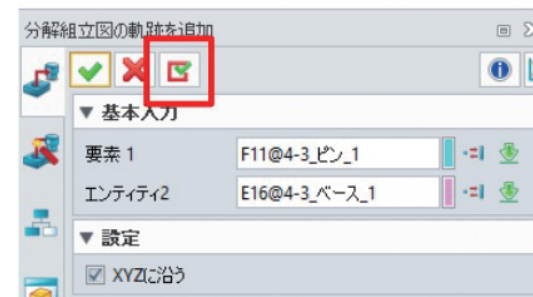 分解組立図の軌跡を追加
▼ 基本入力
要素 1 F11@4-3_ピン_1
エンティティ2 E16@4-3_ベース_1
▼ 設定
XYZに沿う